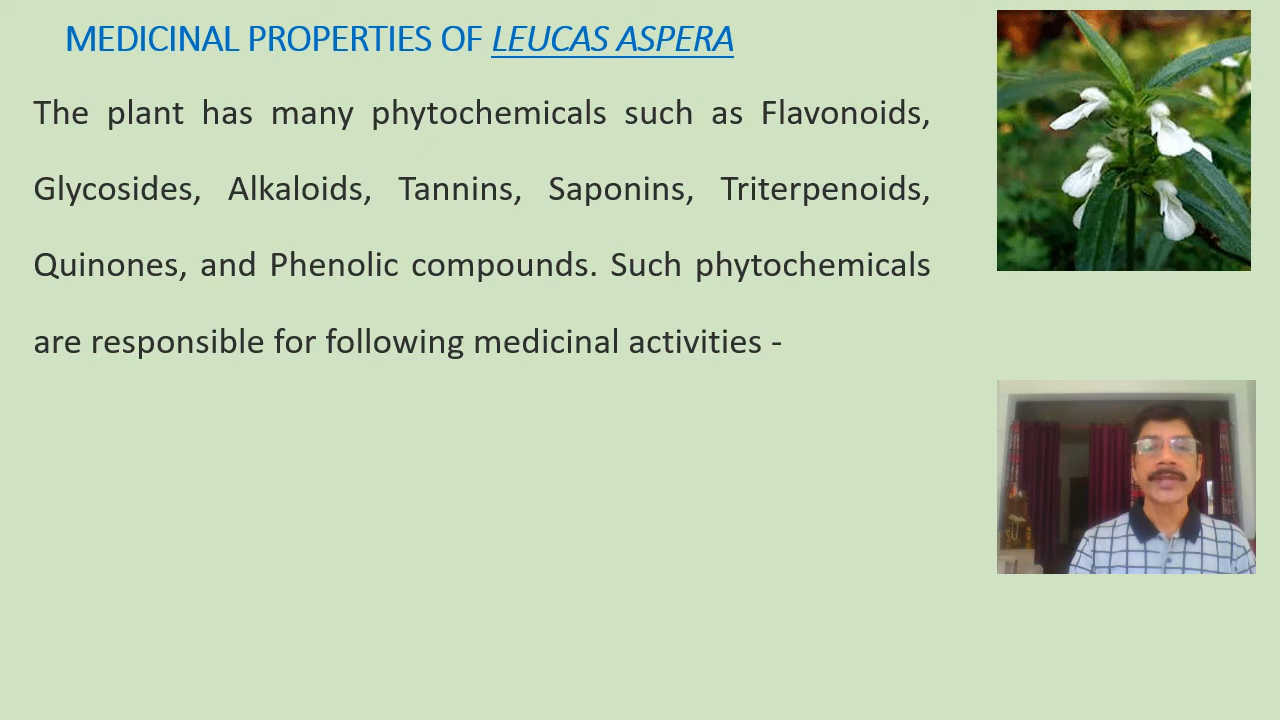 MEDICINAL PROPERTIES OF LEUCAS ASPERA
The plant has many phytochemicals such as Flavonoids,
Glycosides, Alkaloids, Tannins, Saponins, Triterpenoids,
Quinones, and Phenolic compounds. Such phytochemicals
are responsible for following medicinal activities -